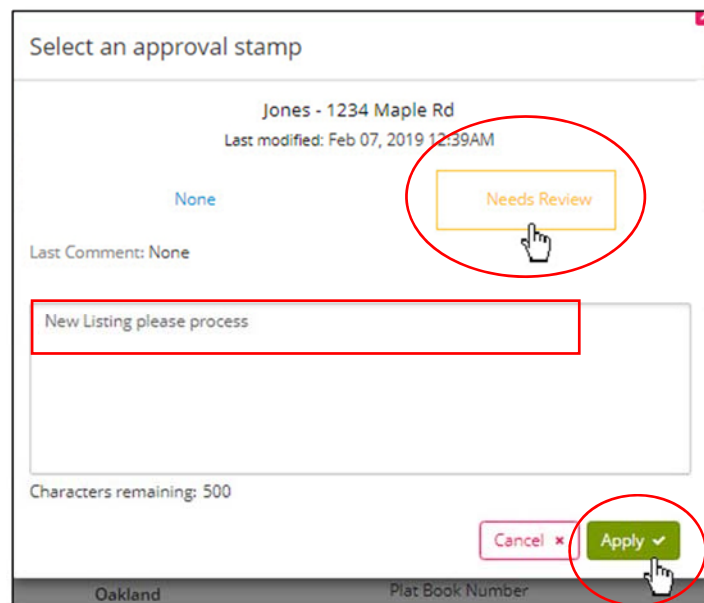 Select an approval stamp
Jones - 1234 Maple Rd
Last modified: Feb 07, 2019 12:39AM
None Needs Review
Last Comment: None
New Listing please process
Characters remaining: 500
Cancel × Apply ✓
Oakland Plat Book Number